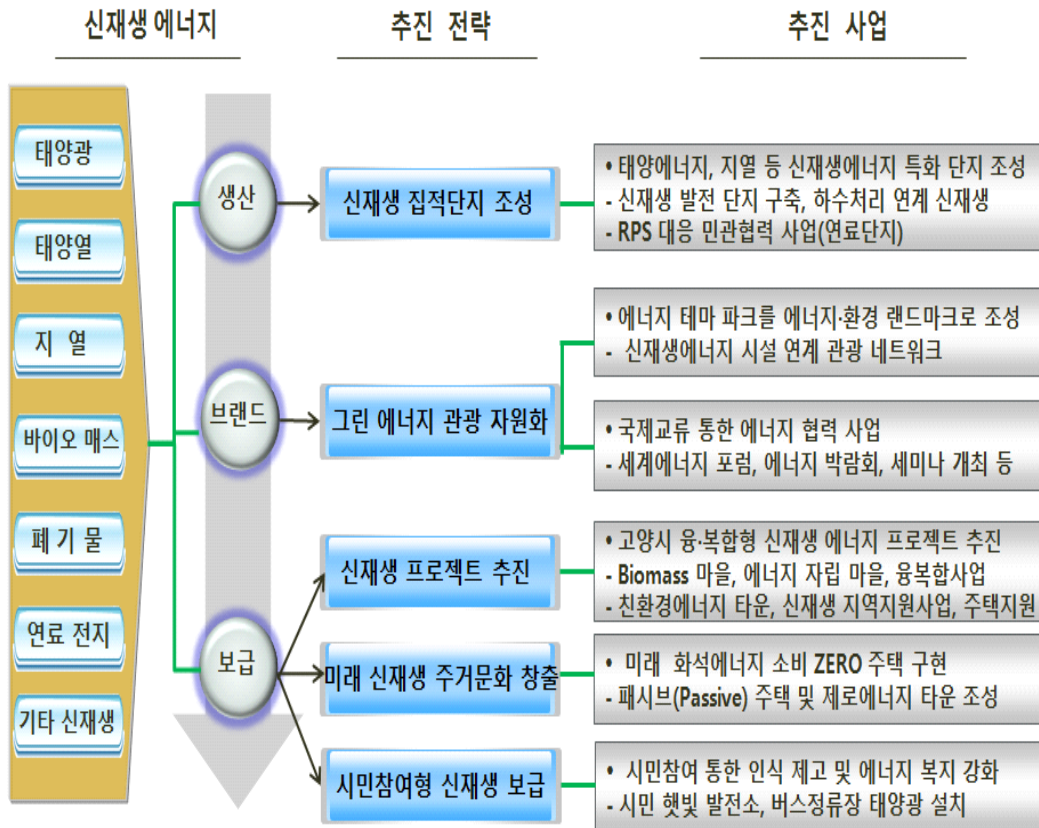 신재생 에너지
추진 전략
추진 사업
태양광
태양열
지 열
바이오 매스
폐 기 물
연료 전지
기타 신재생
생산
브랜드
보급
신재생 집적단지 조성
그린 에너지 관광 자원화
신재생 프로젝트 추진
미래 신재생 주거문화 창출
시민참여형 신재생 보급
• 태양에너지, 지열 등 신재생에너지 특화 단지 조성
- 신재생 발전 단지 구축, 하수처리 연계 신재생
- RPS 대응 민관협력 사업(연료단지)
• 에너지 테마 파크를 에너지·환경 랜드마크로 조성
- 신재생에너지 시설 연계 관광 네트워크
• 국제교류 통한 에너지 협력 사업
- 세계에너지 포럼, 에너지 박람회, 세미나 개최 등
• 고양시 융·복합형 신재생 에너지 프로젝트 추진
- Biomass 마을, 에너지 자립 마을, 융복합사업
- 친환경에너지 타운, 신재생 지역지원사업, 주택지원
• 미래 화석에너지 소비 ZERO 주택 구현
- 패시브(Passive) 주택 및 제로에너지 타운 조성
• 시민참여 통한 인식 제고 및 에너지 복지 강화
- 시민 햇빛 발전소, 버스정류장 태양광 설치